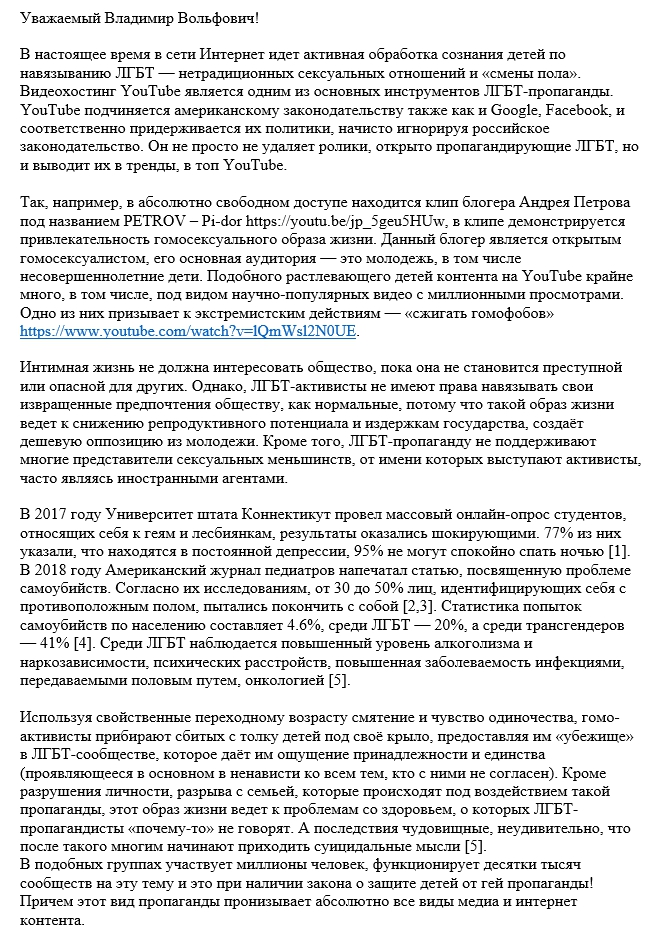 Уважаемый Владимир Вольфович!
В настоящее время в сети Интернет идет активная обработка сознания детей по
навязыванию ЛГБТ — нетрадиционных сексуальных отношений и «смены пола».
Видеохостинг YouTube является одним из основных инструментов ЛГБТ-пропаганды.
YouTube подчиняется американскому законодательству также как и Google, Facebook, и
соответственно придерживается их политики, начисто игнорируя российское
законодательство. Он не просто не удаляет ролики, открыто пропагандирующие ЛГБТ, но
и выводит их в тренды, в топ YouTube.
Так, например, в абсолютно свободном доступе находится клип блогера Андрея Петрова
под названием PETROV – Pi-dor https://youtu.be/jp_5geu5HUw, в клипе демонстрируется
привлекательность гомосексуального образа жизни. Данный блогер является открытым
гомосексуалистом, его основная аудитория — это молодежь, в том числе
несовершеннолетние дети. Подобного растлевающего детей контента на YouTube крайне
много, в том числе, под видом научно-популярных видео с миллионными просмотрами.
Одно из них призывает к экстремистским действиям — «сжигать гомофобов»
https://www.youtube.com/watch?v=lQmWsl2N0UE.
Интимная жизнь не должна интересовать общество, пока она не становится преступной
или опасной для других. Однако, ЛГБТ-активисты не имеют права навязывать свои
извращенные предпочтения обществу, как нормальные, потому что такой образ жизни
ведет к снижению репродуктивного потенциала и издержкам государства, создаёт
дешевую оппозицию из молодежи. Кроме того, ЛГБТ-пропаганду не поддерживают
многие представители сексуальных меньшинств, от имени которых выступают активисты,
часто являясь иностранными агентами.
В 2017 году Университет штата Коннектикут провел массовый онлайн-опрос студентов,
относящих себя к геям и лесбиянкам, результаты оказались шокирующими. 77% из них
указали, что находятся в постоянной депрессии, 95% не могут спокойно спать ночью [1].
В 2018 году Американский журнал педиатров напечатал статью, посвященную проблеме
самоубийств. Согласно их исследованиям, от 30 до 50% лиц, идентифицирующих себя с
противоположным полом, пытались покончить с собой [2,3]. Статистика попыток
самоубийств по населению составляет 4.6%, среди ЛГБТ — 20%, а среди трансгендеров
— 41% [4]. Среди ЛГБТ наблюдается повышенный уровень алкоголизма и
наркозависимости, психических расстройств, повышенная заболеваемость инфекциями,
передаваемыми половым путем, онкологией [5].
Используя свойственные переходному возрасту смятение и чувство одиночества, гомо-
активисты прибирают сбитых с толку детей под своё крыло, предоставляя им «убежище»
в ЛГБТ-сообществе, которое даёт им ощущение принадлежности и единства
(проявляющееся в основном в ненависти ко всем тем, кто с ними не согласен). Кроме
разрушения личности, разрыва с семьей, которые происходят под воздействием такой
пропаганды, этот образ жизни ведет к проблемам со здоровьем, о которых ЛГБТ-
пропагандисты «почему-то» не говорят. А последствия чудовищные, неудивительно, что
после такого многим начинают приходить суицидальные мысли [5].
В подобных группах участвует миллионы человек, функционирует десятки тысяч
сообществ на эту тему и это при наличии закона о защите детей от гей пропаганды!
Причем этот вид пропаганды пронизывает абсолютно все виды медиа и интернет
контента.